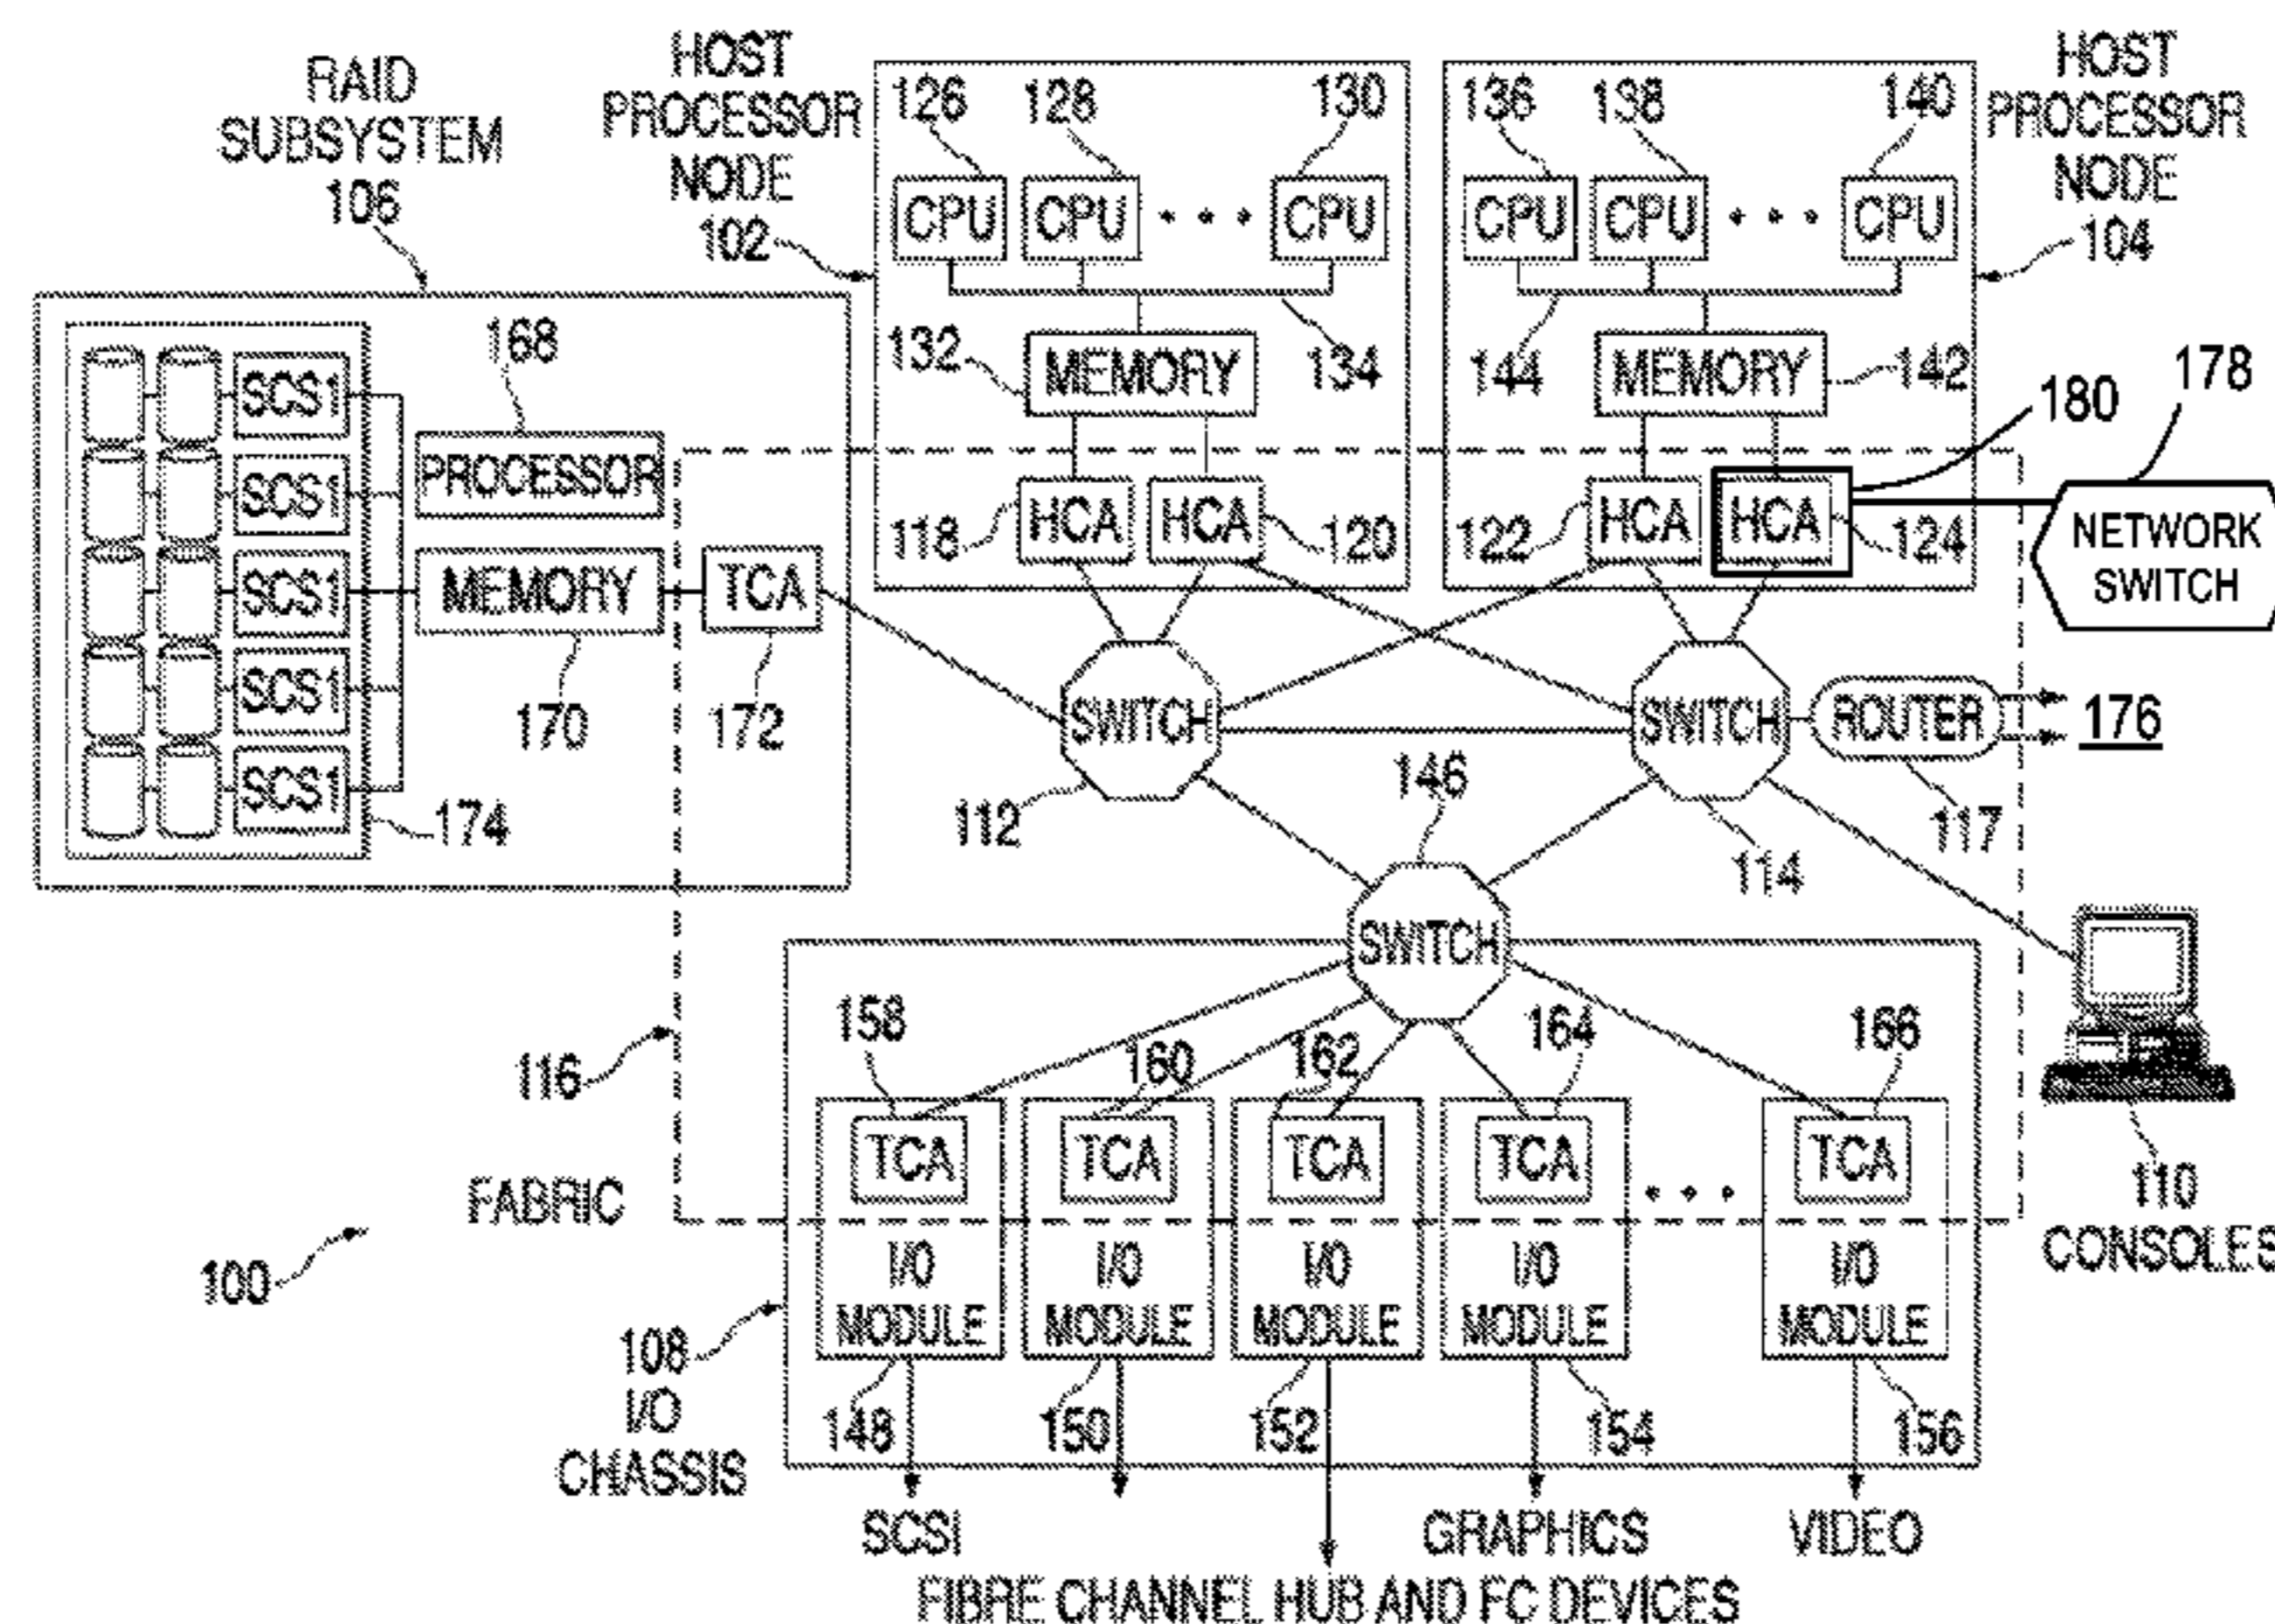 RAID
SUBSYSTEM
106
HOST
PROCESSOR
NODE
102
126
128
130
CPU
CPU
• • •
CPU
132
MEMORY
134
136
138
140
CPU
CPU
• • •
CPU
144
MEMORY
142
HOST
PROCESSOR
NODE
104
180
178
NETWORK
SWITCH
SCS1
SCS1
SCS1
SCS1
SCS1
168
PROCESSOR
MEMORY
170
TCA
172
174
118
HCA
HCA
120
122
HCA
HCA
124
SWITCH
112
SWITCH
114
ROUTER
117
176
146
SWITCH
116
FABRIC
100
110
CONSOLES
158
160
162
164
166
TCA
TCA
TCA
TCA
• • •
TCA
I/O
MODULE
I/O
MODULE
I/O
MODULE
I/O
MODULE
I/O
MODULE
108
I/O
CHASSIS
148
150
152
154
156
SCSI
GRAPHICS
VIDEO
FIBRE CHANNEL HUB AND FC DEVICES